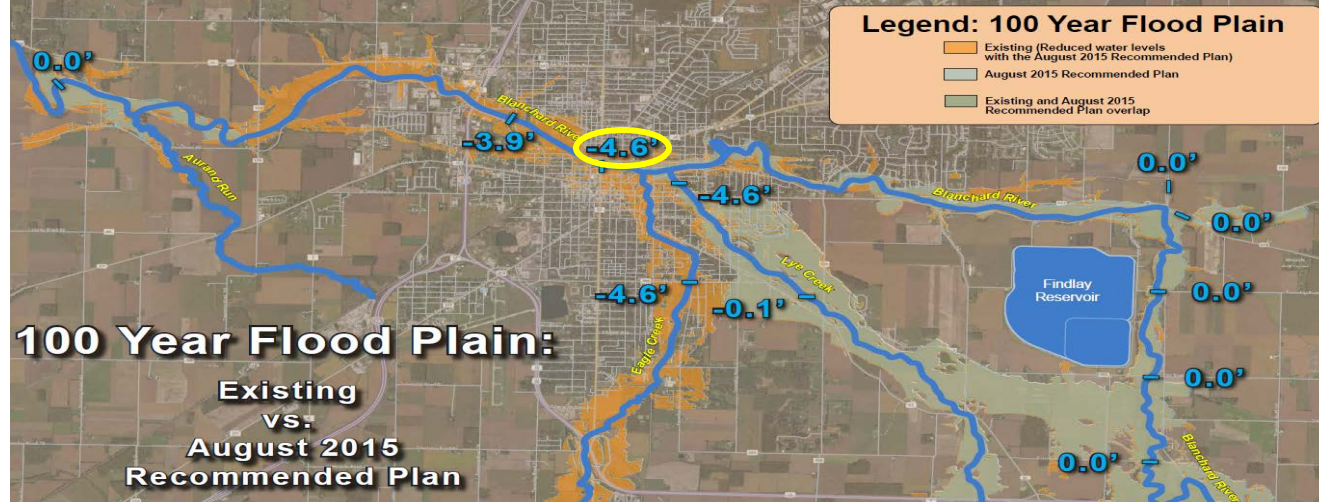 Legend: 100 Year Flood Plain
Existing (Reduced water levels
with the August 2015 Recommended Plan)
August 2015 Recommended Plan
Existing and August 2015
Recommended Plan overlap
0.0’
Blanchard River
-3.9’
-4.6’
Aurand Run
-4.6’
Blanchard River
0.0’
0.0’
Lye Creek
Findlay
Reservoir
-4.6’
-0.1’
0.0’
Eagle Creek
100 Year Flood Plain:
Existing
vs.
August 2015
Recommended Plan
0.0’
0.0’
Blanchard River